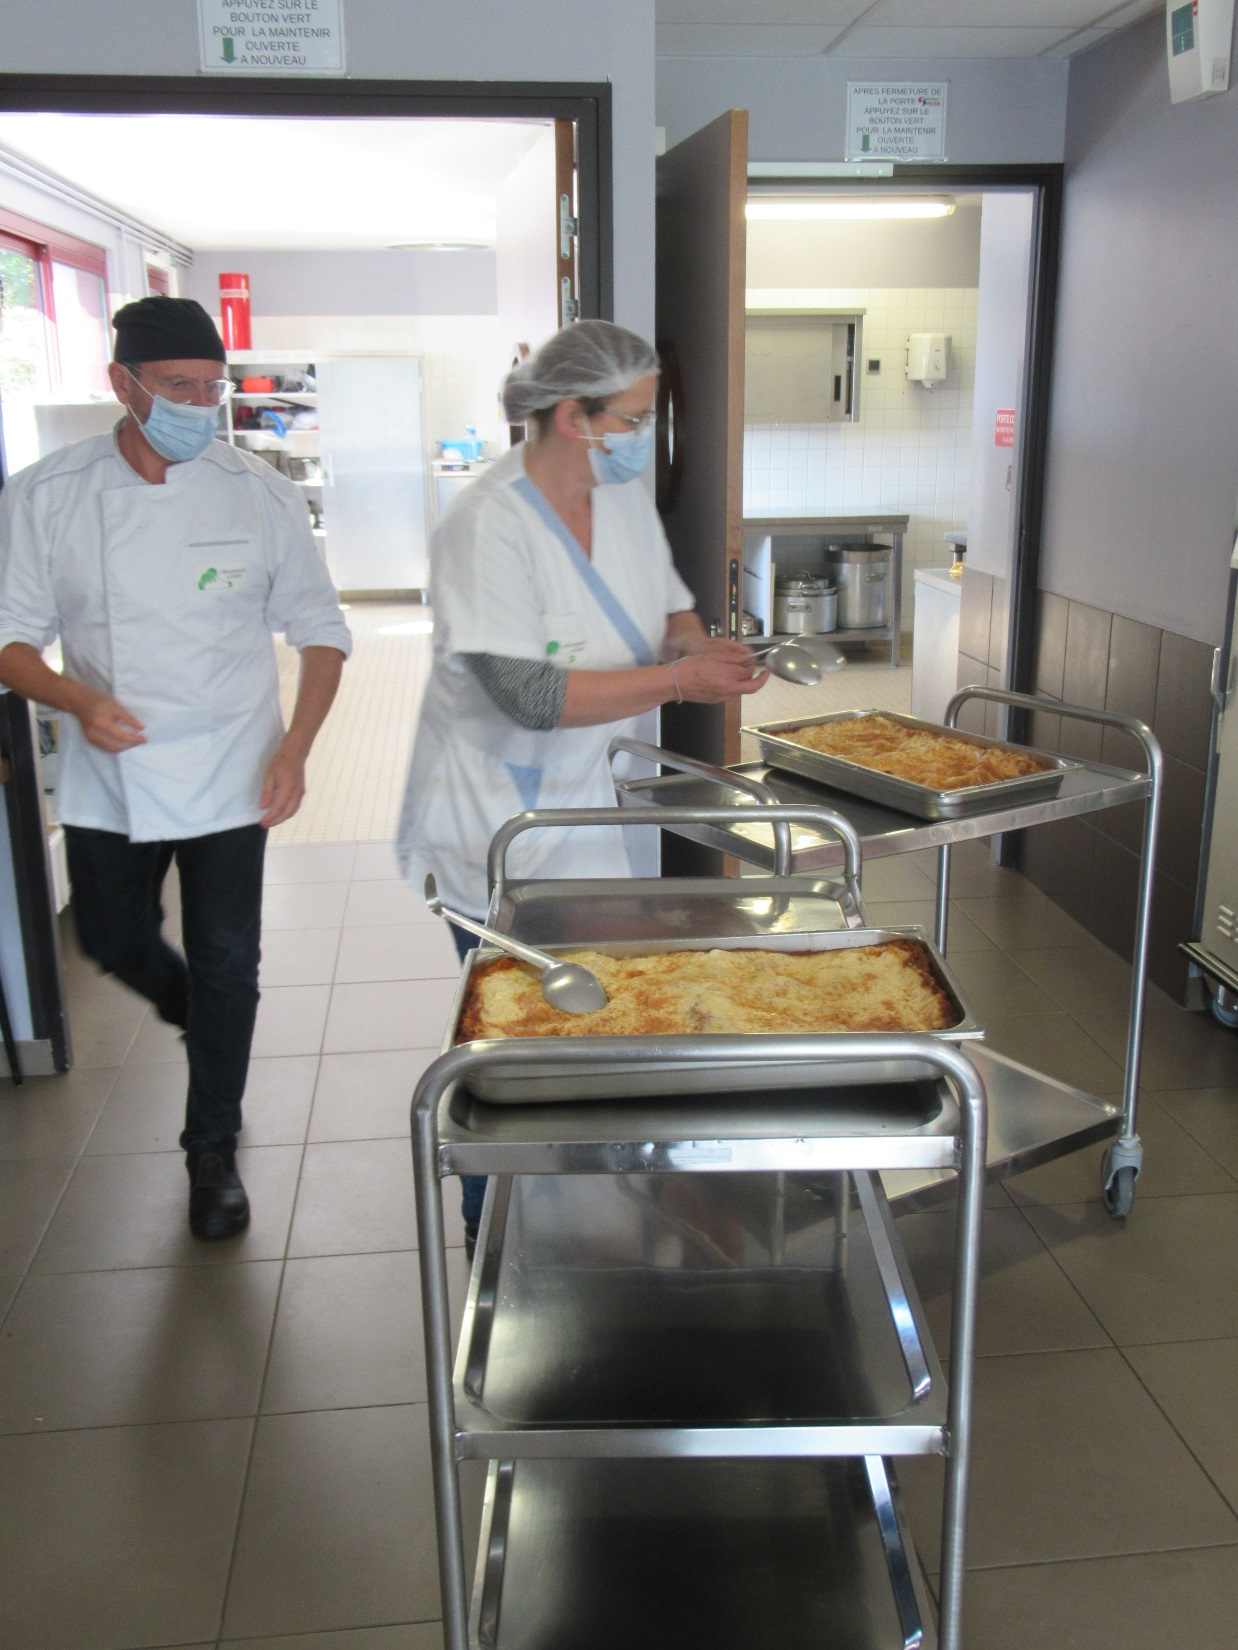 APPUYEZ SUR LE
BOUTON VERT
POUR LA MAINTENIR
OUVERTE
A NOUVEAU
APRES FERMETURE DE
LA PORTE
APPUYEZ SUR LE
BOUTON VERT
POUR LA MAINTENIR
OUVERTE
A NOUVEAU